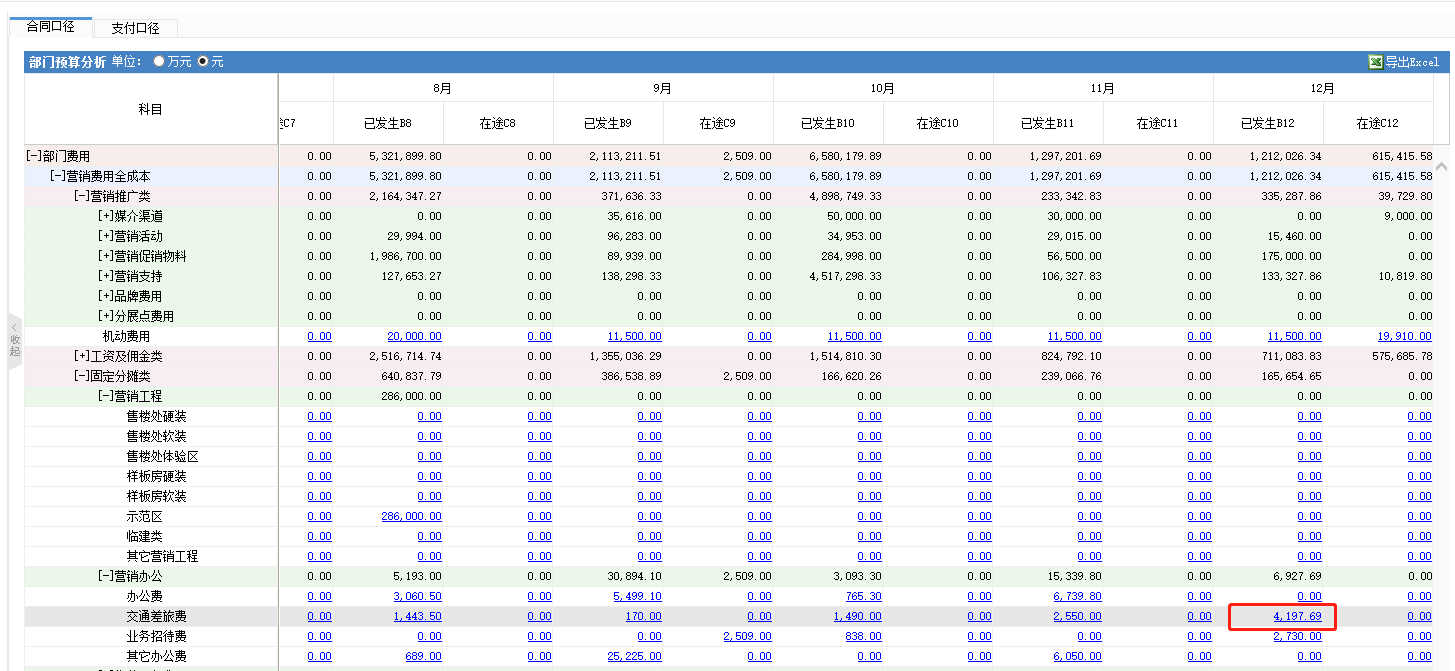 合同口径 支付口径
部门预算分析 单位： 万元 元 导出Excel
科目 8月 9月 10月 11月 12月
C7 已发生B8 在途C8 已发生B9 在途C9 已发生B10 在途C10 已发生B11 在途C11 已发生B12 在途C12
[-]部门费用 0.00 5,321,899.80 0.00 2,113,211.51 2,509.00 6,580,179.89 0.00 1,297,201.69 0.00 1,212,026.34 615,415.58
[-]营销费用全成本 0.00 5,321,899.80 0.00 2,113,211.51 2,509.00 6,580,179.89 0.00 1,297,201.69 0.00 1,212,026.34 615,415.58
[-]营销推广类 0.00 2,164,347.27 0.00 371,636.33 0.00 4,898,749.33 0.00 233,342.83 0.00 335,287.86 39,729.80
[+]媒介渠道 0.00 0.00 0.00 35,616.00 0.00 50,000.00 0.00 30,000.00 0.00 0.00 9,000.00
[+]营销活动 0.00 29,994.00 0.00 96,283.00 0.00 34,953.00 0.00 29,015.00 0.00 15,460.00 0.00
[+]营销促销物料 0.00 1,986,700.00 0.00 89,939.00 0.00 284,998.00 0.00 56,500.00 0.00 175,000.00 0.00
[+]营销支持 0.00 127,653.27 0.00 138,298.33 0.00 4,517,298.33 0.00 106,327.83 0.00 133,327.86 10,819.80
[+]品牌费用 0.00 0.00 0.00 0.00 0.00 0.00 0.00 0.00 0.00 0.00 0.00
[+]分展点费用 0.00 0.00 0.00 0.00 0.00 0.00 0.00 0.00 0.00 0.00 0.00
机动费用 0.00 20,000.00 0.00 11,500.00 0.00 11,500.00 0.00 11,500.00 0.00 11,500.00 19,910.00
[+]工资及佣金类 0.00 2,516,714.74 0.00 1,355,036.29 0.00 1,514,810.30 0.00 824,792.10 0.00 711,083.83 575,685.78
[-]固定分摊类 0.00 640,837.79 0.00 386,538.89 2,509.00 166,620.26 0.00 239,066.76 0.00 165,654.65 0.00
[-]营销工程 0.00 286,000.00 0.00 0.00 0.00 0.00 0.00 0.00 0.00 0.00 0.00
售楼处硬装 0.00 0.00 0.00 0.00 0.00 0.00 0.00 0.00 0.00 0.00 0.00
售楼处软装 0.00 0.00 0.00 0.00 0.00 0.00 0.00 0.00 0.00 0.00 0.00
售楼处体验区 0.00 0.00 0.00 0.00 0.00 0.00 0.00 0.00 0.00 0.00 0.00
样板房硬装 0.00 0.00 0.00 0.00 0.00 0.00 0.00 0.00 0.00 0.00 0.00
样板房软装 0.00 0.00 0.00 0.00 0.00 0.00 0.00 0.00 0.00 0.00 0.00
示范区 0.00 286,000.00 0.00 0.00 0.00 0.00 0.00 0.00 0.00 0.00 0.00
临建类 0.00 0.00 0.00 0.00 0.00 0.00 0.00 0.00 0.00 0.00 0.00
其它营销工程 0.00 0.00 0.00 0.00 0.00 0.00 0.00 0.00 0.00 0.00 0.00
[-]营销办公 0.00 5,193.00 0.00 30,894.10 2,509.00 3,093.30 0.00 15,339.80 0.00 6,927.69 0.00
办公费 0.00 3,060.50 0.00 5,499.10 0.00 765.30 0.00 6,739.80 0.00 0.00 0.00
交通差旅费 0.00 1,443.50 0.00 170.00 0.00 1,490.00 0.00 2,550.00 0.00 4,197.69 0.00
业务招待费 0.00 0.00 0.00 0.00 2,509.00 838.00 0.00 0.00 0.00 2,730.00 0.00
其它办公费 0.00 689.00 0.00 25,225.00 0.00 0.00 0.00 6,050.00 0.00 0.00 0.00
收起